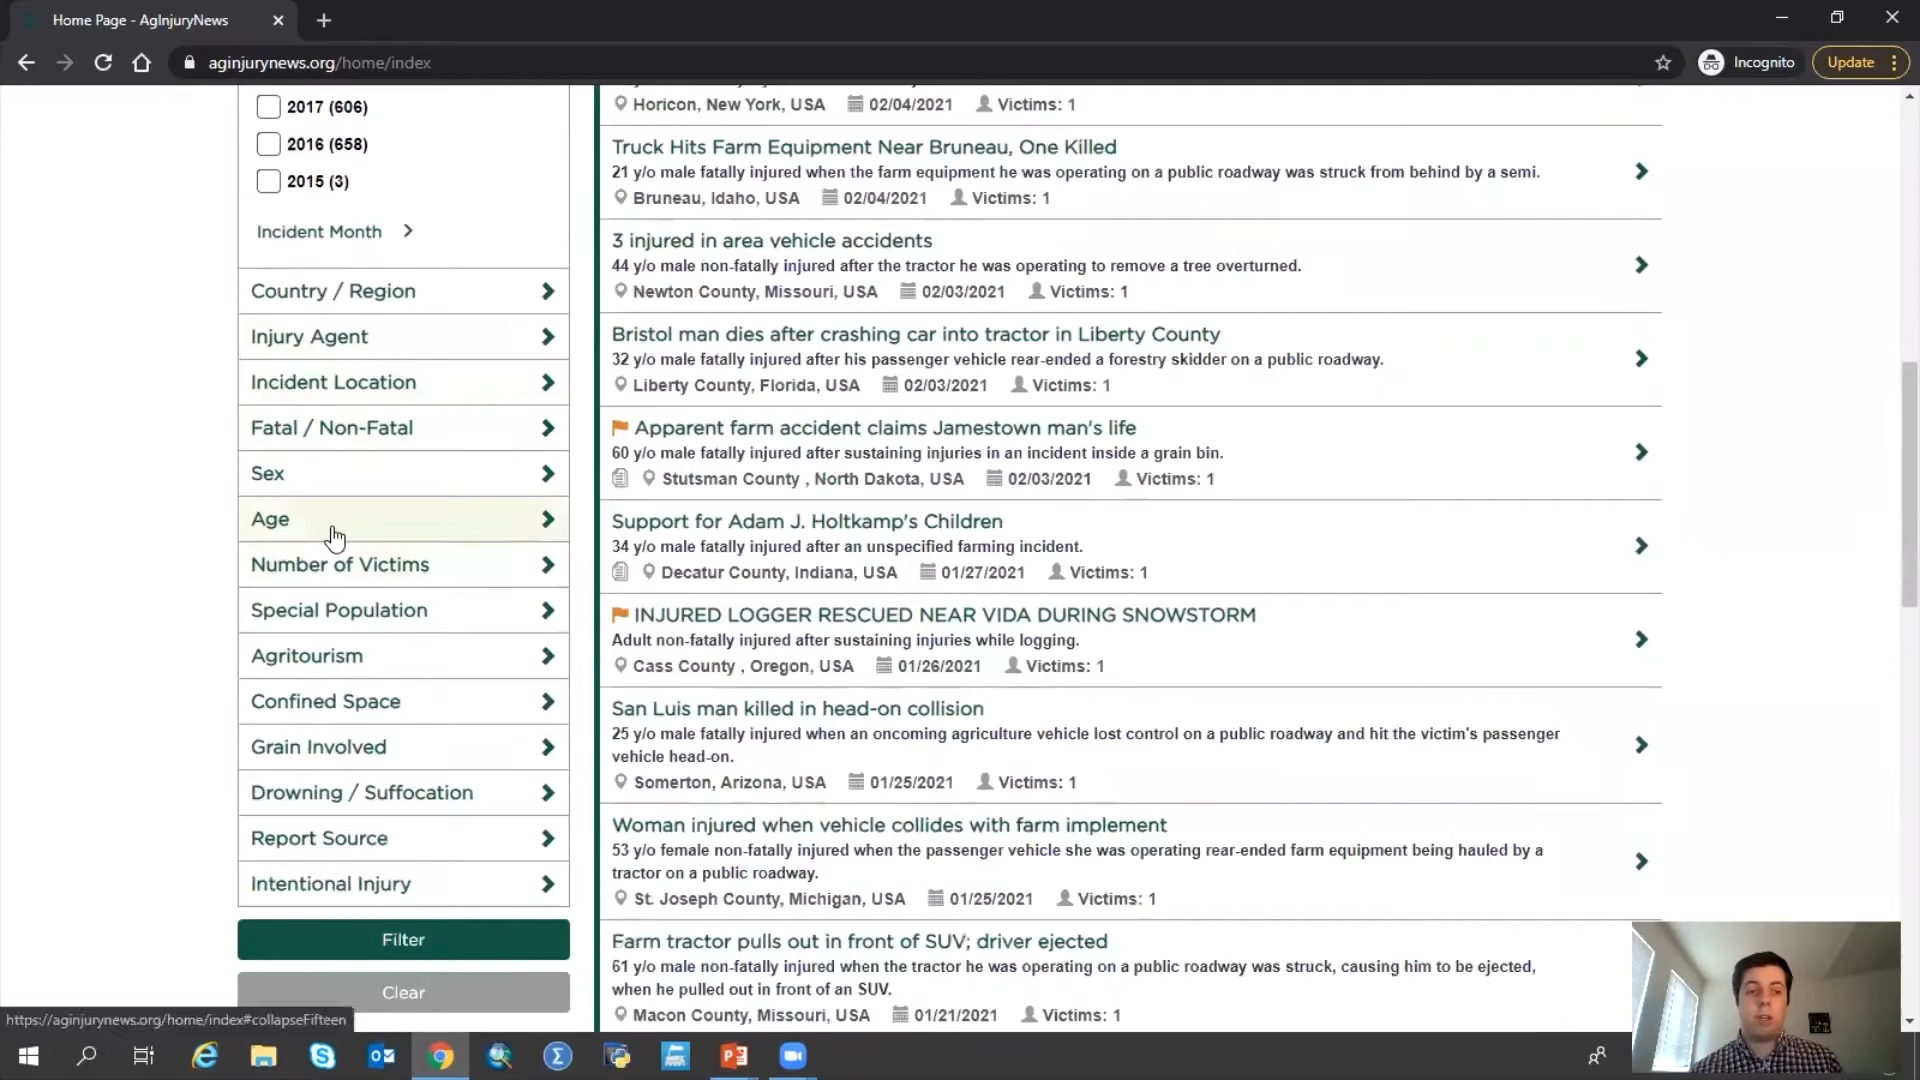 Home Page - AgInjuryNews
aginjurynews.org/home/index
Incognito
Update
2017 (606)
2016 (658)
2015 (3)
Incident Month
Country / Region
Injury Agent
Incident Location
Fatal / Non-Fatal
Sex
Age
Number of Victims
Special Population
Agritourism
Confined Space
Grain Involved
Drowning / Suffocation
Report Source
Intentional Injury
Filter
Clear
Horicon, New York, USA 02/04/2021 Victims: 1
Truck Hits Farm Equipment Near Bruneau, One Killed
21 y/o male fatally injured when the farm equipment he was operating on a public roadway was struck from behind by a semi.
Bruneau, Idaho, USA 02/04/2021 Victims: 1
3 injured in area vehicle accidents
44 y/o male non-fatally injured after the tractor he was operating to remove a tree overturned.
Newton County, Missouri, USA 02/03/2021 Victims: 1
Bristol man dies after crashing car into tractor in Liberty County
32 y/o male fatally injured after his passenger vehicle rear-ended a forestry skidder on a public roadway.
Liberty County, Florida, USA 02/03/2021 Victims: 1
Apparent farm accident claims Jamestown man's life
60 y/o male fatally injured after sustaining injuries in an incident inside a grain bin.
Stutsman County , North Dakota, USA 02/03/2021 Victims: 1
Support for Adam J. Holtkamp's Children
34 y/o male fatally injured after an unspecified farming incident.
Decatur County, Indiana, USA 01/27/2021 Victims: 1
INJURED LOGGER RESCUED NEAR VIDA DURING SNOWSTORM
Adult non-fatally injured after sustaining injuries while logging.
Cass County , Oregon, USA 01/26/2021 Victims: 1
San Luis man killed in head-on collision
25 y/o male fatally injured when an oncoming agriculture vehicle lost control on a public roadway and hit the victim's passenger
vehicle head-on.
Somerton, Arizona, USA 01/25/2021 Victims: 1
Woman injured when vehicle collides with farm implement
53 y/o female non-fatally injured when the passenger vehicle she was operating rear-ended farm equipment being hauled by a
tractor on a public roadway.
St. Joseph County, Michigan, USA 01/25/2021 Victims: 1
Farm tractor pulls out in front of SUV; driver ejected
61 y/o male non-fatally injured when the tractor he was operating on a public roadway was struck, causing him to be ejected,
when he pulled out in front of an SUV.
Macon County, Missouri, USA 01/21/2021 Victims: 1
https://aginjurynews.org/home/index#collapseFifteen